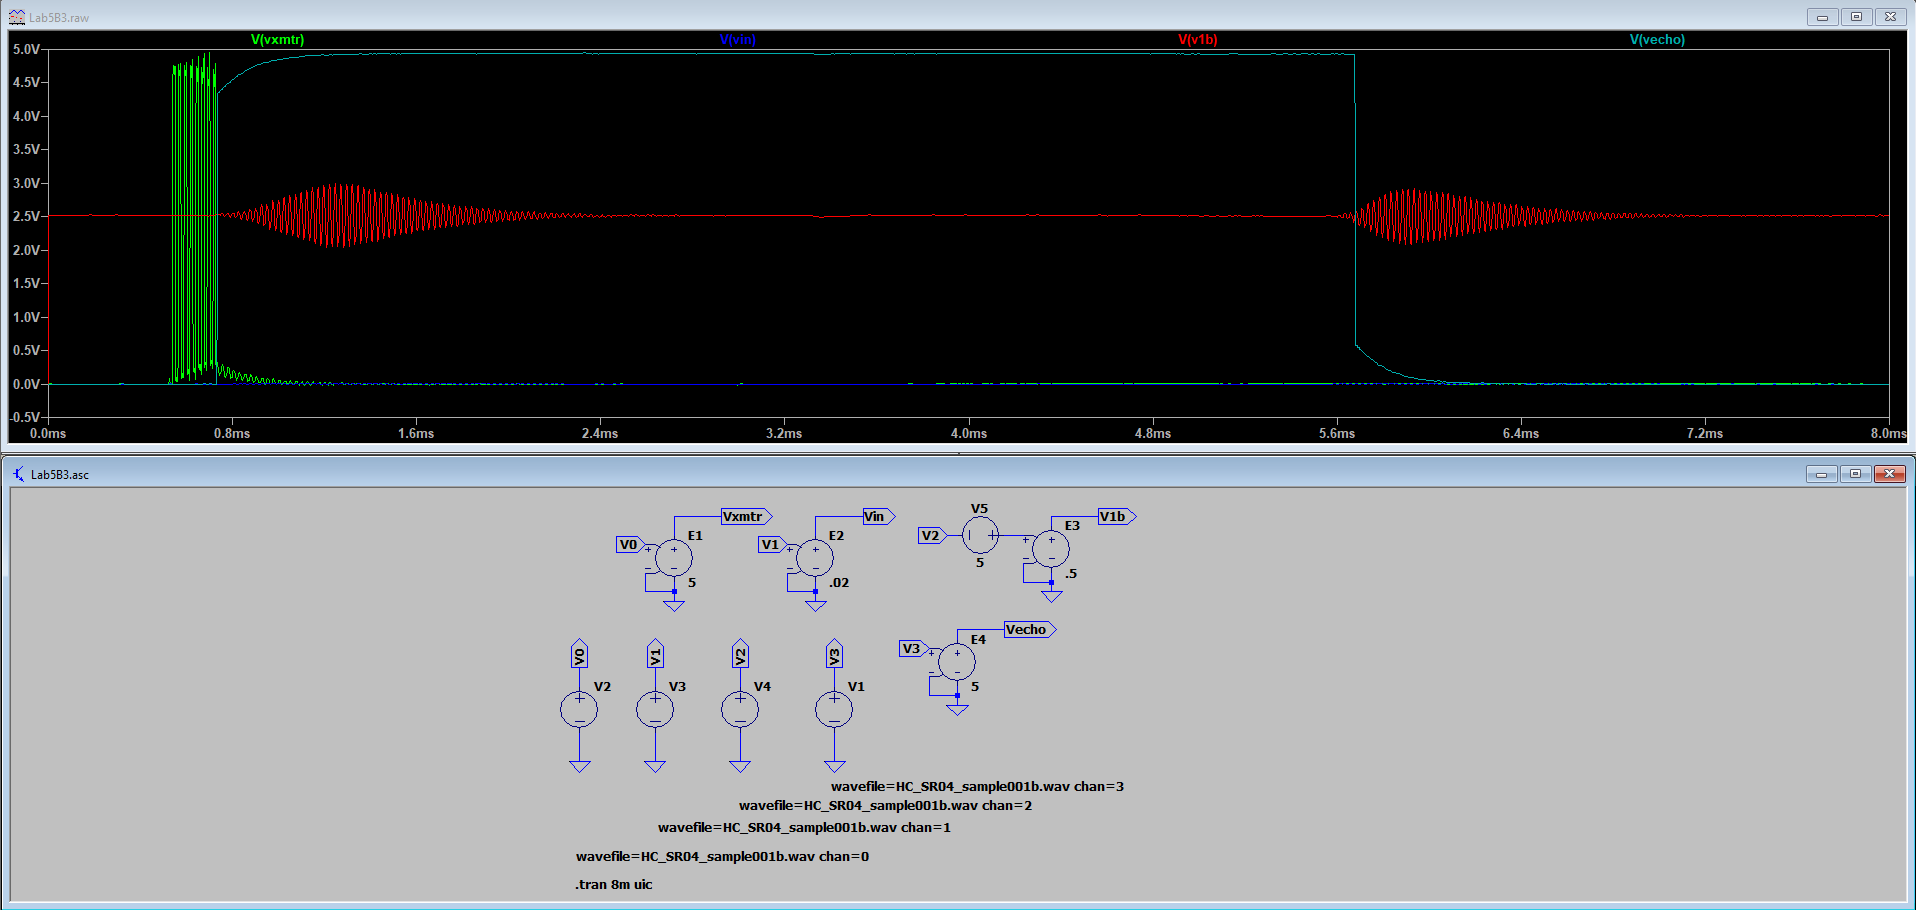 Lab5B3.raw
V(vxmtr) V(vin) V(v1b) V(vecho)
5.0V
4.5V
4.0V
3.5V
3.0V
2.5V
2.0V
1.5V
1.0V
0.5V
0.0V
-0.5V
0.0ms 0.8ms 1.6ms 2.4ms 3.2ms 4.0ms 4.8ms 5.6ms 6.4ms 7.2ms 8.0ms
Lab5B3.asc
Vxmtr
V0
E1
5
Vin
V1
E2
.02
V5
V2
5
V1b
E3
.5
Vecho
V3
E4
5
V0 V1 V2 V3
V2 V3 V4 V1
wavefile=HC_SR04_sample001b.wav chan=3
wavefile=HC_SR04_sample001b.wav chan=2
wavefile=HC_SR04_sample001b.wav chan=1
wavefile=HC_SR04_sample001b.wav chan=0
.tran 8m uic